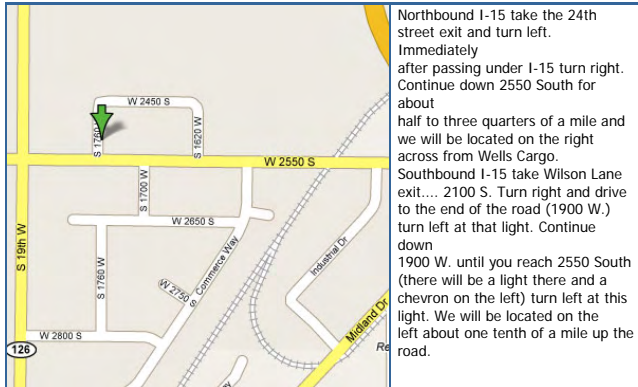 W 2450 S
S 1760 W
S 1620 W
W 2550 S
S 1700 W
S 19th W
W 2650 S
S 1760 W
Commerce Way
Industrial Dr
W 2750 S
Midland Dr
W 2800 S
126
Re
Northbound I-15 take the 24th
street exit and turn left.
Immediately
after passing under I-15 turn right.
Continue down 2550 South for
about
half to three quarters of a mile and
we will be located on the right
across from Wells Cargo.
Southbound I-15 take Wilson Lane
exit.... 2100 S. Turn right and drive
to the end of the road (1900 W.)
turn left at that light. Continue
down
1900 W. until you reach 2550 South
(there will be a light there and a
chevron on the left) turn left at this
light. We will be located on the
left about one tenth of a mile up the
road.